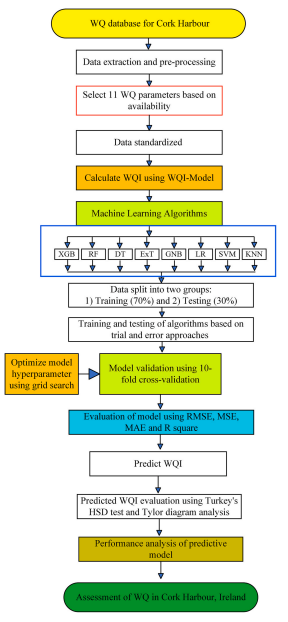 WQ database for Cork Harbour
Data extraction and pre-processing
Select 11 WQ parameters based on
availability
Data standardized
Calculate WQI using WQI-Model
Machine Learning Algorithms
XGB RF DT ExT GNB LR SVM KNN
Data split into two groups:
1) Training (70%) and 2) Testing (30%)
Training and testing of algorithms based on
trial and error approaches
Optimize model
hyperparameter
using grid search
Model validation using 10-
fold cross-validation
Evaluation of model using RMSE, MSE,
MAE and R square
Predict WQI
Predicted WQI evaluation using Turkey's
HSD test and Tylor diagram analysis
Performance analysis of predictive
model
Assessment of WQ in Cork Harbour, Ireland